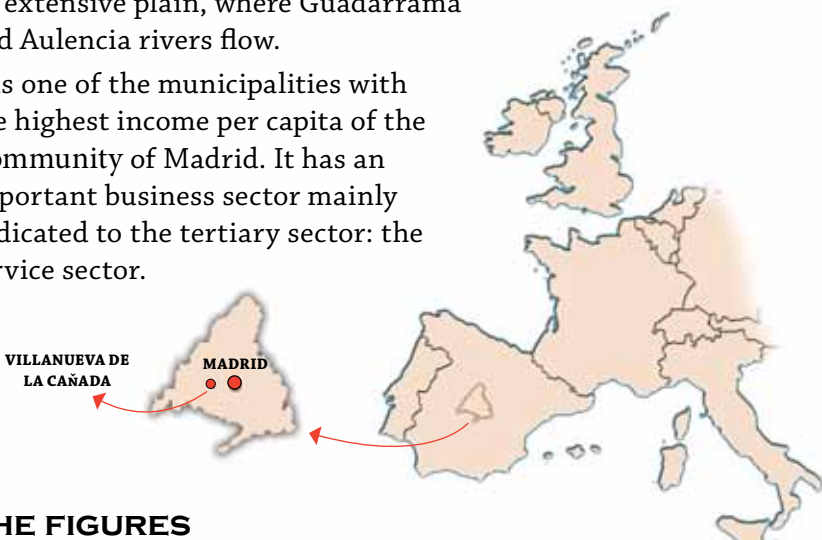 extensive plain, where Guadarrama
d Aulencia rivers flow.
s one of the municipalities with
e highest income per capita of the
ommunity of Madrid. It has an
portant business sector mainly
dicated to the tertiary sector: the
rvice sector.
VILLANUEVA DE
LA CAÑADA
MADRID
HE FIGURES